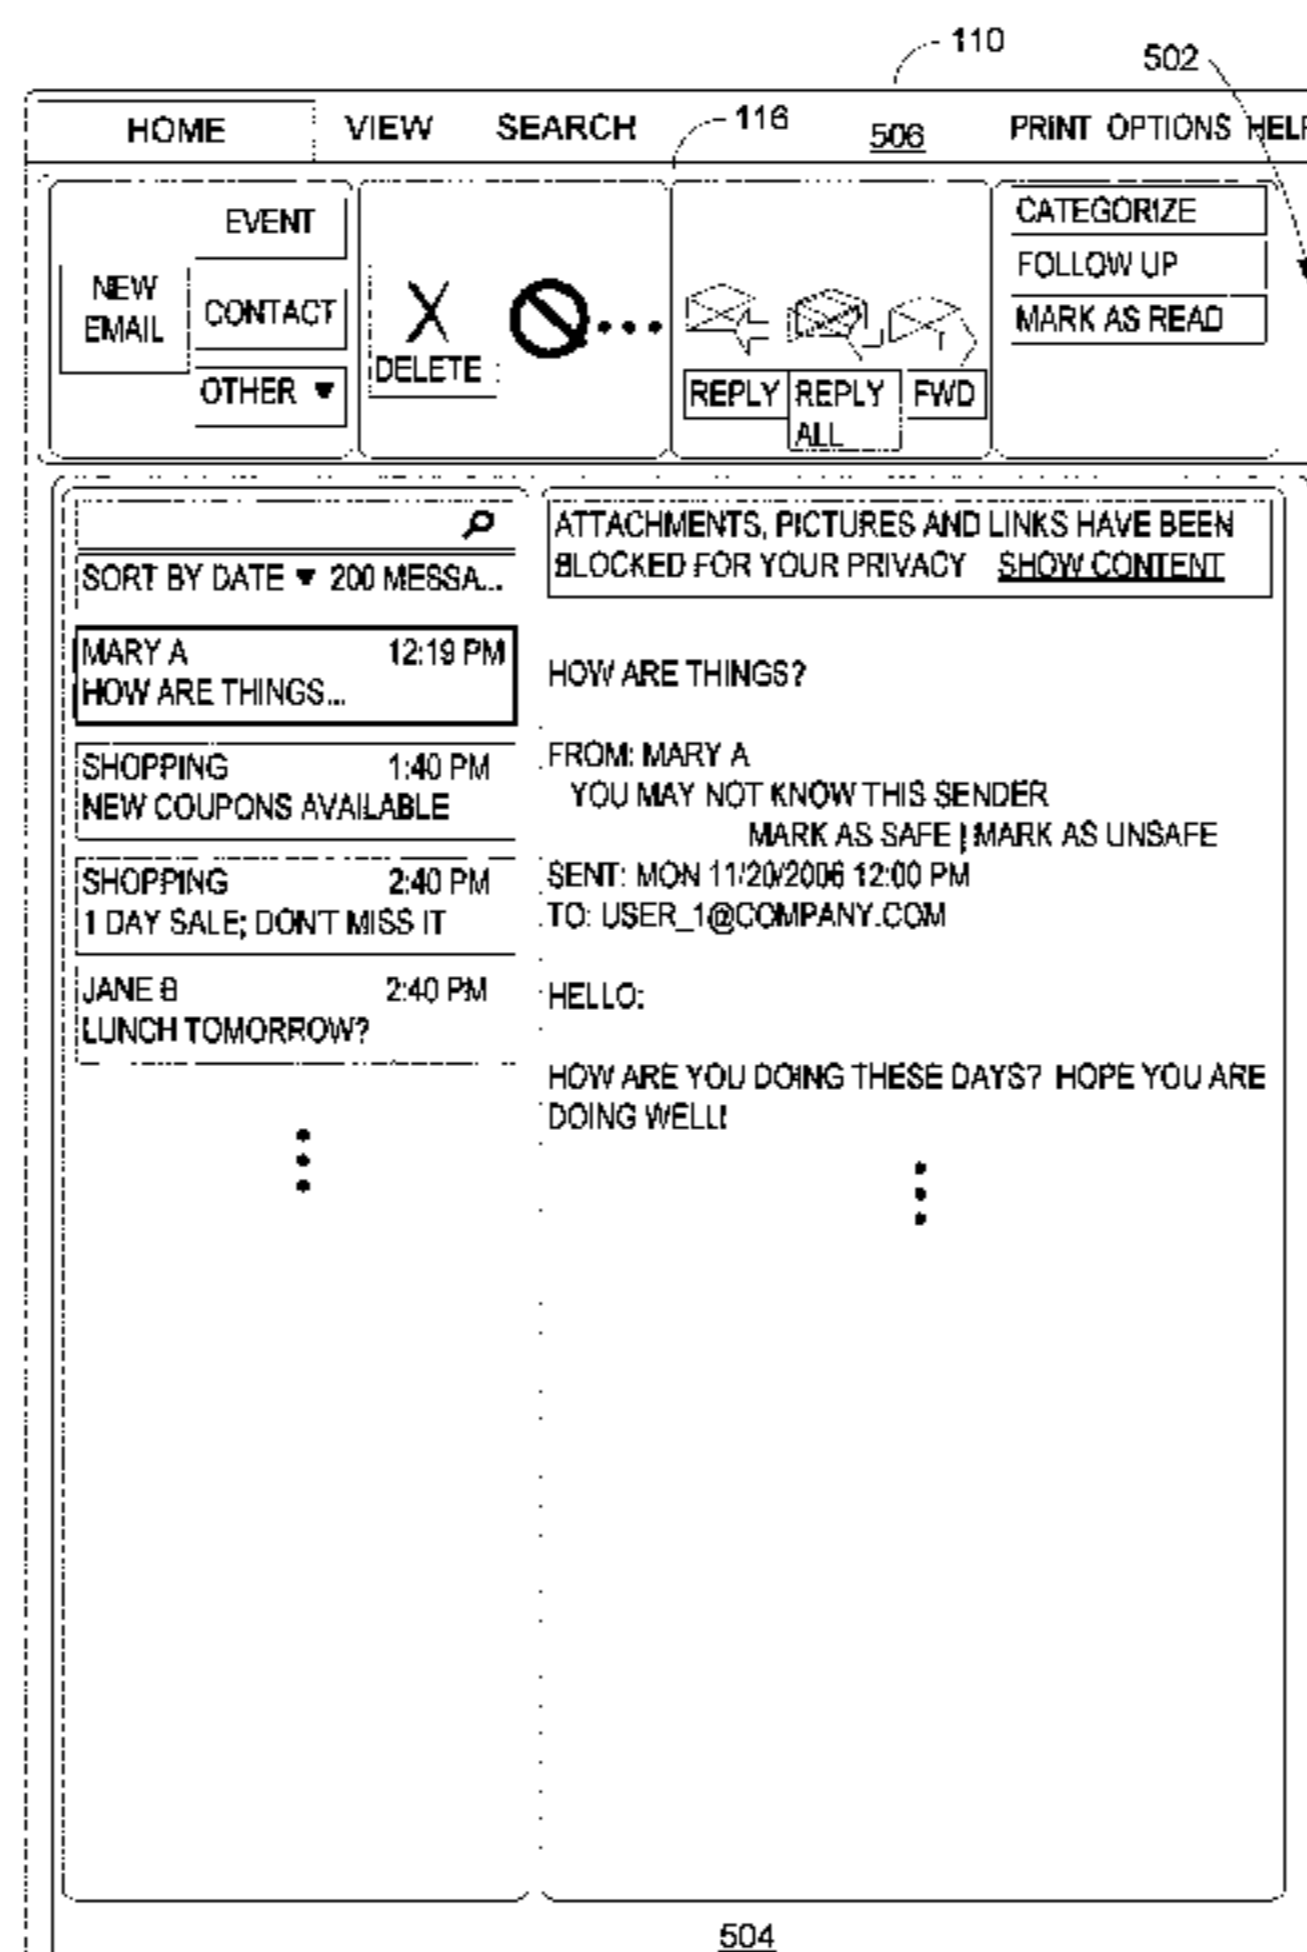 110
502
HOME VIEW SEARCH 116 506 PRINT OPTIONS HELP
EVENT
NEW
EMAIL
CONTACT
OTHER ▼
X
DELETE
...
REPLY
REPLY
ALL
FWD
CATEGORIZE
FOLLOW UP
MARK AS READ
SORT BY DATE ▼ 200 MESSA...
MARY A 12:19 PM
HOW ARE THINGS...
SHOPPING 1:40 PM
NEW COUPONS AVAILABLE
SHOPPING 2:40 PM
1 DAY SALE; DON'T MISS IT
JANE B 2:40 PM
LUNCH TOMORROW?
ATTACHMENTS, PICTURES AND LINKS HAVE BEEN
BLOCKED FOR YOUR PRIVACY SHOW CONTENT
HOW ARE THINGS?
FROM: MARY A
YOU MAY NOT KNOW THIS SENDER
MARK AS SAFE | MARK AS UNSAFE
SENT: MON 11/20/2006 12:00 PM
TO: USER_1@COMPANY.COM
HELLO:
HOW ARE YOU DOING THESE DAYS? HOPE YOU ARE
DOING WELL!
504